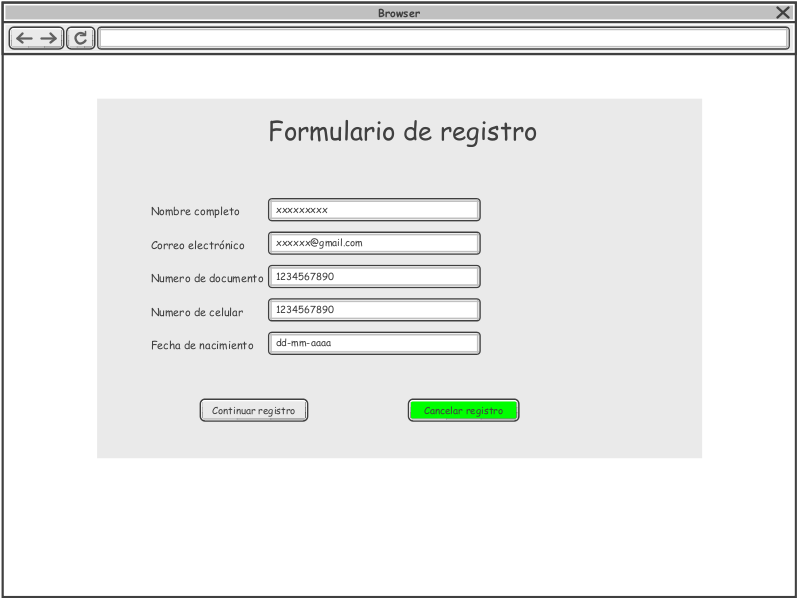 Browser
Formulario de registro
Nombre completo xxxxxxxxx
Correo electrónico xxxxxx@gmail.com
Numero de documento 1234567890
Numero de celular 1234567890
Fecha de nacimiento dd-mm-aaaa
Continuar registro Cancelar registro